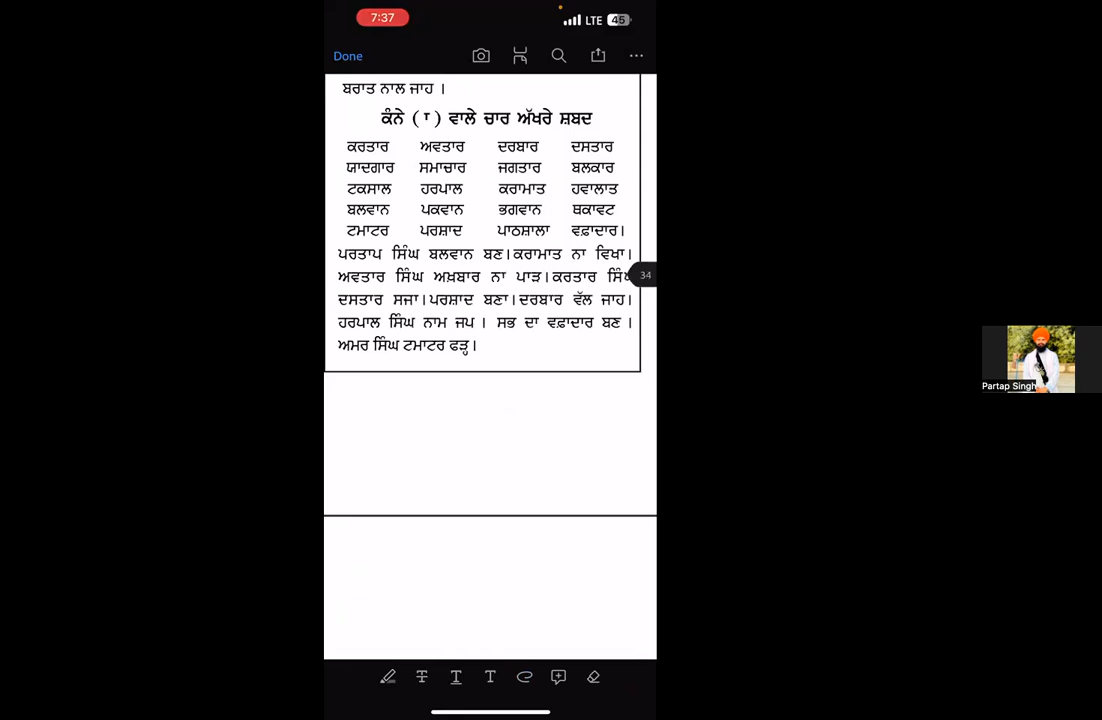 7:37
LTE 45
Done
ਬਰਾਤ ਨਾਲ ਜਾਹ ।
ਕੰਨੇ ( ਾ ) ਵਾਲੇ ਚਾਰ ਅੱਖਰੇ ਸ਼ਬਦ
ਕਰਤਾਰ ਅਵਤਾਰ ਦਰਬਾਰ ਦਸਤਾਰ
ਯਾਦਗਾਰ ਸਮਾਚਾਰ ਜਗਤਾਰ ਬਲਕਾਰ
ਟਕਸਾਲ ਹਰਪਾਲ ਕਰਾਮਾਤ ਹਵਾਲਾਤ
ਬਲਵਾਨ ਪਕਵਾਨ ਭਗਵਾਨ ਥਕਾਵਟ
ਟਮਾਟਰ ਪਰਸ਼ਾਦ ਪਾਠਸ਼ਾਲਾ ਵਫ਼ਾਦਾਰ।
ਪਰਤਾਪ ਸਿੰਘ ਬਲਵਾਨ ਬਣ।ਕਰਾਮਾਤ ਨਾ ਵਿਖਾ।
ਅਵਤਾਰ ਸਿੰਘ ਅਖ਼ਬਾਰ ਨਾ ਪਾੜ।ਕਰਤਾਰ ਸਿੰਘ
34
ਦਸਤਾਰ ਸਜਾ।ਪਰਸ਼ਾਦ ਬਣਾ।ਦਰਬਾਰ ਵੱਲ ਜਾਹ।
ਹਰਪਾਲ ਸਿੰਘ ਨਾਮ ਜਪ । ਸਭ ਦਾ ਵਫ਼ਾਦਾਰ ਬਣ ।
ਅਮਰ ਸਿੰਘ ਟਮਾਟਰ ਫੜ੍ਹ।
Partap Singh